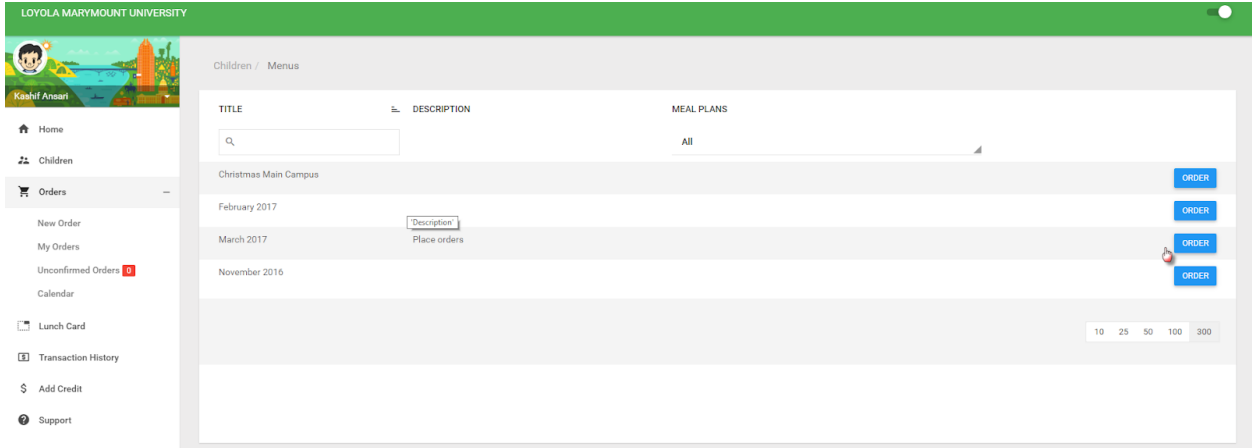 LOYOLA MARYMOUNT UNIVERSITY
Kashif Ansari
Home
Children
Orders
New Order
My Orders
Unconfirmed Orders 0
Calendar
Lunch Card
Transaction History
Add Credit
Support
Children / Menus
TITLE DESCRIPTION MEAL PLANS
All
Christmas Main Campus ORDER
February 2017 ORDER
'Description'
March 2017 Place orders ORDER
November 2016 ORDER
10 25 50 100 300